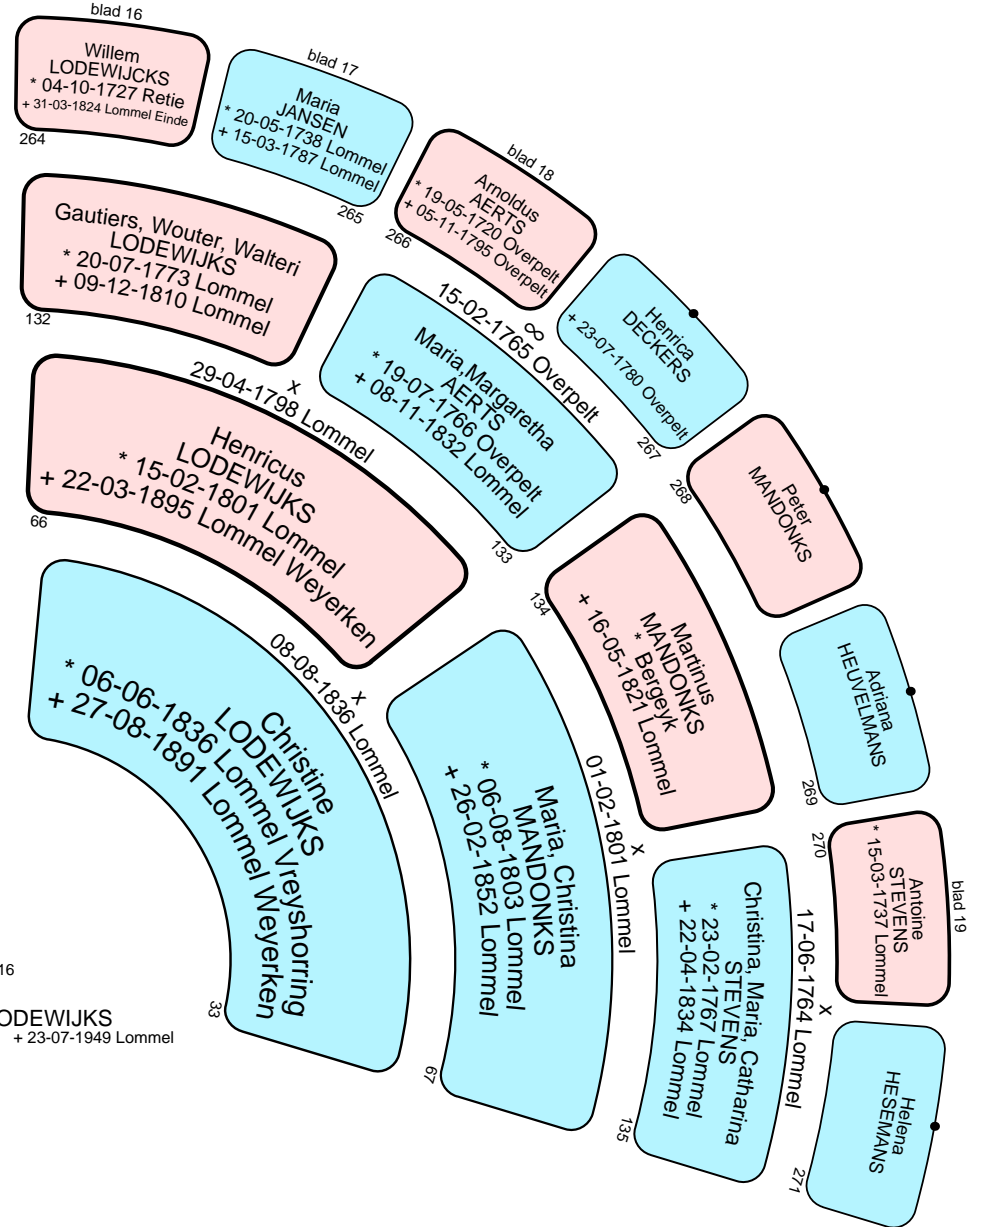 blad 16
Willem
LODEWIJCKS
* 04-10-1727 Retie
+ 31-03-1824 Lommel Einde
264
blad 17
Maria
JANSEN
* 20-05-1738 Lommel
+ 15-03-1787 Lommel
265
blad 18
Arnoldus
AERTS
* 19-05-1720 Overpelt
+ 05-11-1795 Overpelt
266
∞
15-02-1765 Overpelt
Henrica
DECKERS
+ 23-07-1780 Overpelt
267
Peter
MANDONKS
268
Adriana
HEUVELMANS
269
blad 19
Antoine
STEVENS
* 15-03-1737 Lommel
270
x
17-06-1764 Lommel
Helena
HESEMANS
271
Gautiers, Wouter, Walteri
LODEWIJKS
* 20-07-1773 Lommel
+ 09-12-1810 Lommel
132
x
29-04-1798 Lommel
Maria,Margaretha
AERTS
* 19-07-1766 Overpelt
+ 08-11-1832 Lommel
133
Martinus
MANDONKS
* Bergeyk
+ 16-05-1821 Lommel
134
x
01-02-1801 Lommel
Christina, Maria, Catharina
STEVENS
* 23-02-1767 Lommel
+ 22-04-1834 Lommel
135
Henricus
LODEWIJKS
* 15-02-1801 Lommel
+ 22-03-1895 Lommel Weyerken
66
x
08-08-1836 Lommel
Maria, Christina
MANDONKS
* 06-08-1803 Lommel
+ 26-02-1852 Lommel
67
Christine
LODEWIJKS
* 06-06-1836 Lommel Vreyshorring
+ 27-08-1891 Lommel Weyerken
33
16
ODEWIJKS
+ 23-07-1949 Lommel